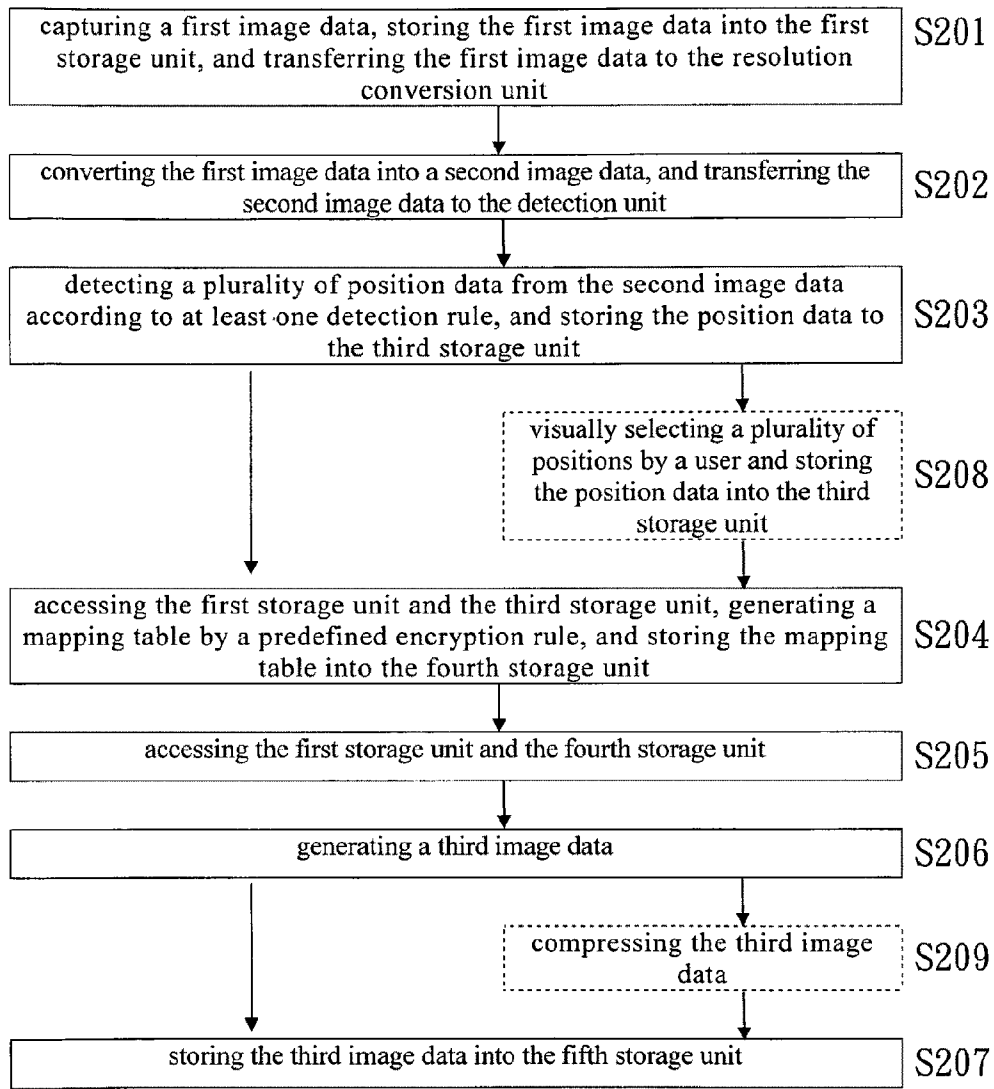 capturing a first image data, storing the first image data into the first
storage unit, and transferring the first image data to the resolution
conversion unit
S201
converting the first image data into a second image data, and transferring the
second image data to the detection unit
S202
detecting a plurality of position data from the second image data
according to at least one detection rule, and storing the position data to
the third storage unit
S203
visually selecting a plurality of
positions by a user and storing
the position data into the third
storage unit
S208
accessing the first storage unit and the third storage unit, generating a
mapping table by a predefined encryption rule, and storing the mapping
table into the fourth storage unit
S204
accessing the first storage unit and the fourth storage unit
S205
generating a third image data
S206
compressing the third image
data
S209
storing the third image data into the fifth storage unit
S207